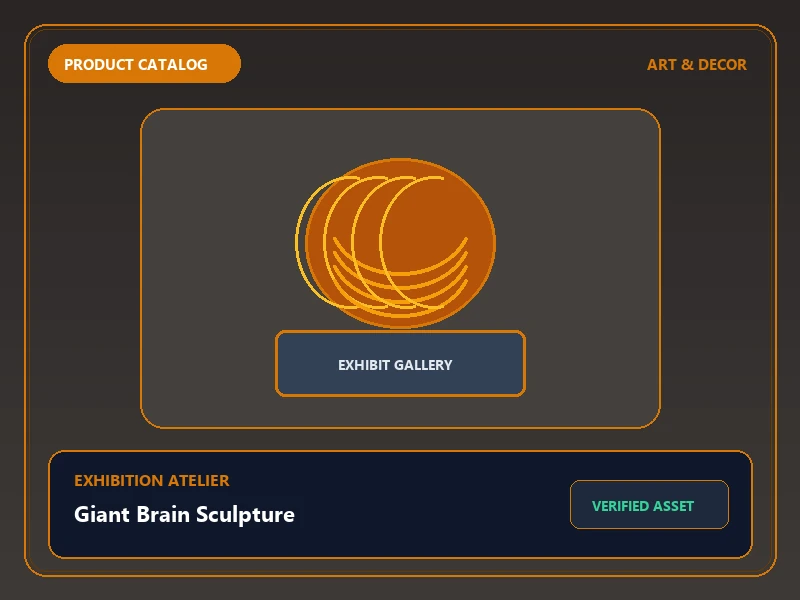 PRODUCT CATALOG
ART & DECOR
EXHIBIT GALLERY
EXHIBITION ATELIER
Giant Brain Sculpture
VERIFIED ASSET